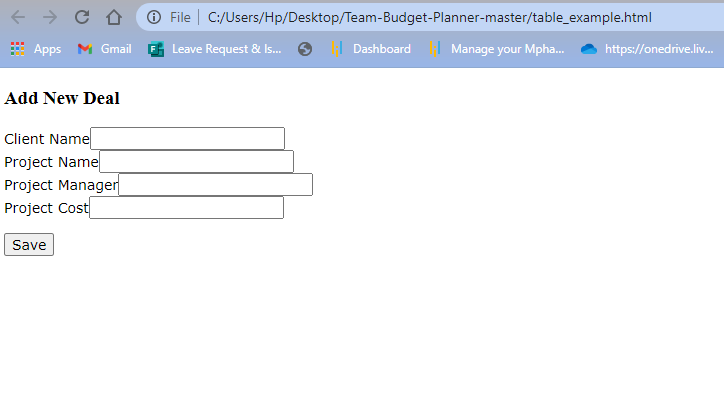 File C:/Users/Hp/Desktop/Team-Budget-Planner-master/table_example.html
Apps Gmail Leave Request & Is... Dashboard Manage your Mpha... https://onedrive.liv...
Add New Deal
Client Name
Project Name
Project Manager
Project Cost
Save